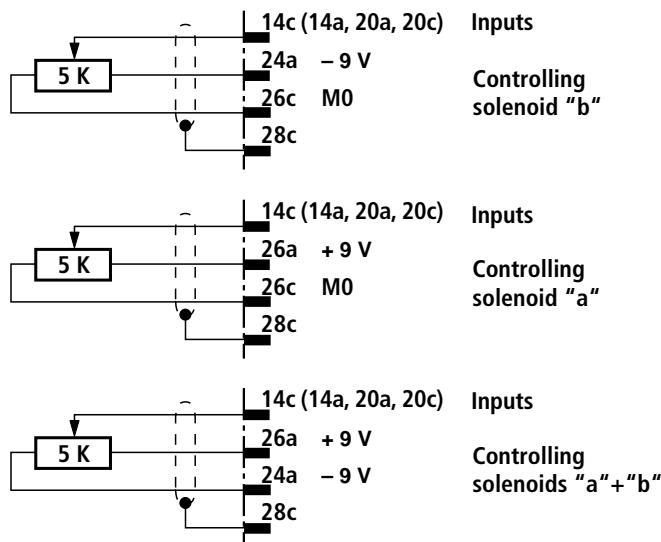 14c (14a, 20a, 20c) Inputs
5 K
24a – 9 V
Controlling
26c M0
solenoid “b“
28c
14c (14a, 20a, 20c) Inputs
5 K
26a + 9 V
Controlling
26c M0
solenoid “a“
28c
14c (14a, 20a, 20c) Inputs
5 K
26a + 9 V
Controlling
24a – 9 V
solenoids “a“+“b“
28c